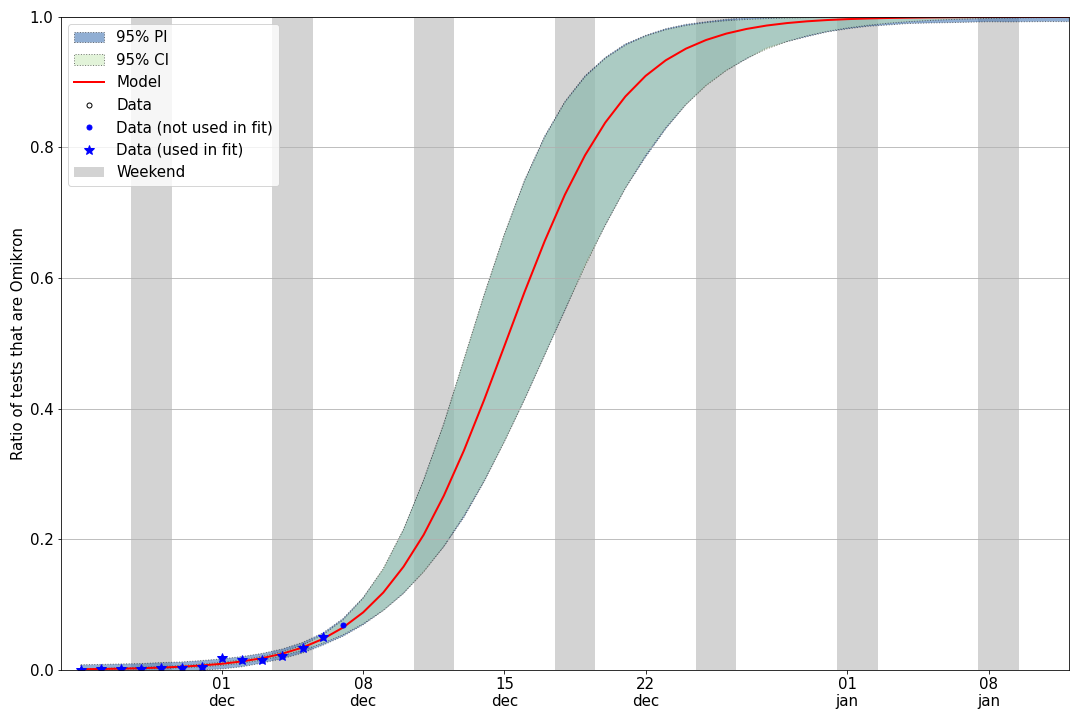 1.0
0.8
0.6
0.4
0.2
0.0
Ratio of tests that are Omikron
95% PI
95% CI
Model
Data
Data (not used in fit)
Data (used in fit)
Weekend
01 08 15 22 01 08
dec dec dec dec jan jan